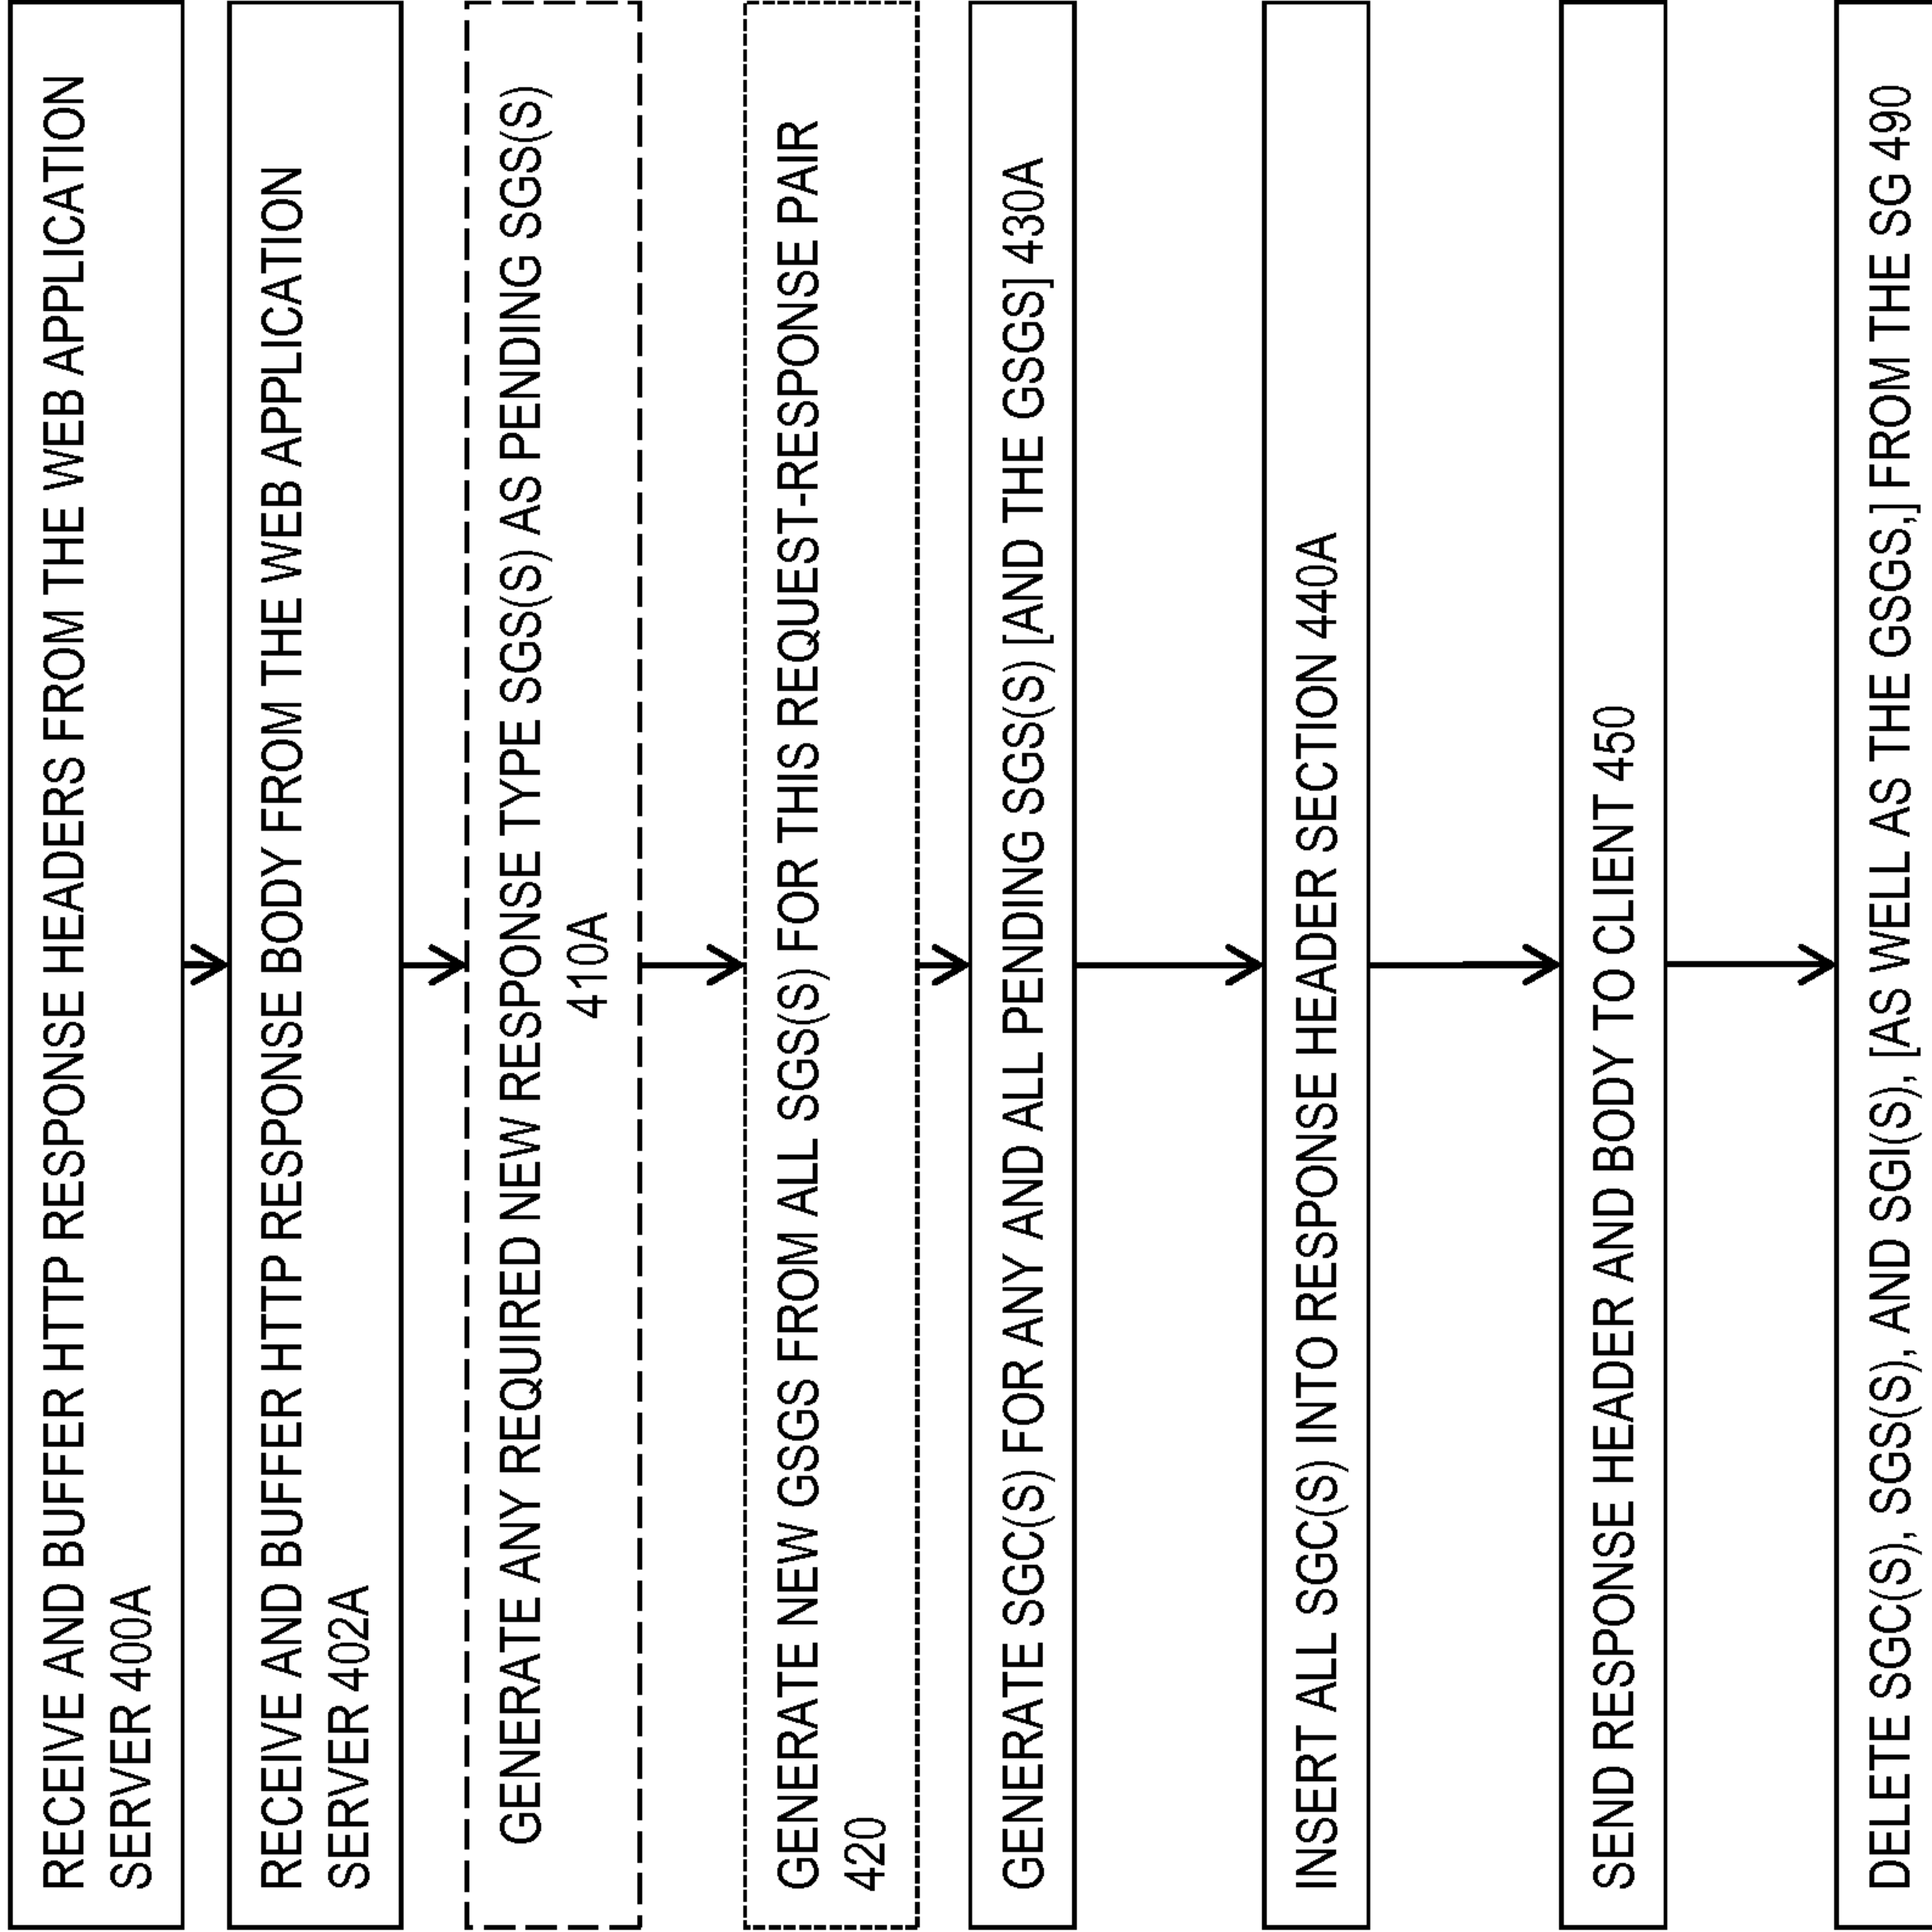 RECEIVE AND BUFFER HTTP RESPONSE HEADERS FROM THE WEB APPLICATION
SERVER 400A
RECEIVE AND BUFFER HTTP RESPONSE BODY FROM THE WEB APPLICATION
SERVER 402A
GENERATE ANY REQUIRED NEW RESPONSE TYPE SGS(S) AS PENDING SGS(S)
410A
GENERATE NEW GSGS FROM ALL SGS(S) FOR THIS REQUEST-RESPONSE PAIR
420
GENERATE SGC(S) FOR ANY AND ALL PENDING SGS(S) [AND THE GSGS] 430A
INSERT ALL SGC(S) INTO RESPONSE HEADER SECTION 440A
SEND RESPONSE HEADER AND BODY TO CLIENT 450
DELETE SGC(S), SGS(S), AND SGI(S), [AS WELL AS THE GSGS,] FROM THE SG 490